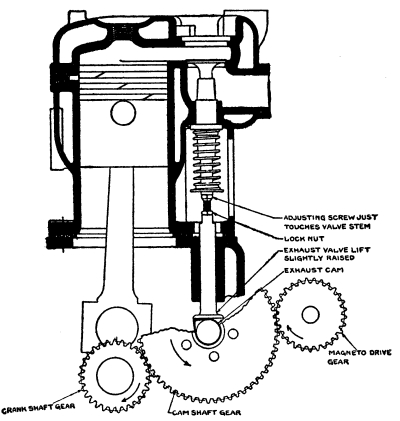 ADJUSTING SCREW JUST
TOUCHES VALVE STEM
LOCK NUT
EXHAUST VALVE LIFT
SLIGHTLY RAISED
EXHAUST CAM
MAGNETO DRIVE
GEAR
CRANK SHAFT GEAR
CAM SHAFT GEAR